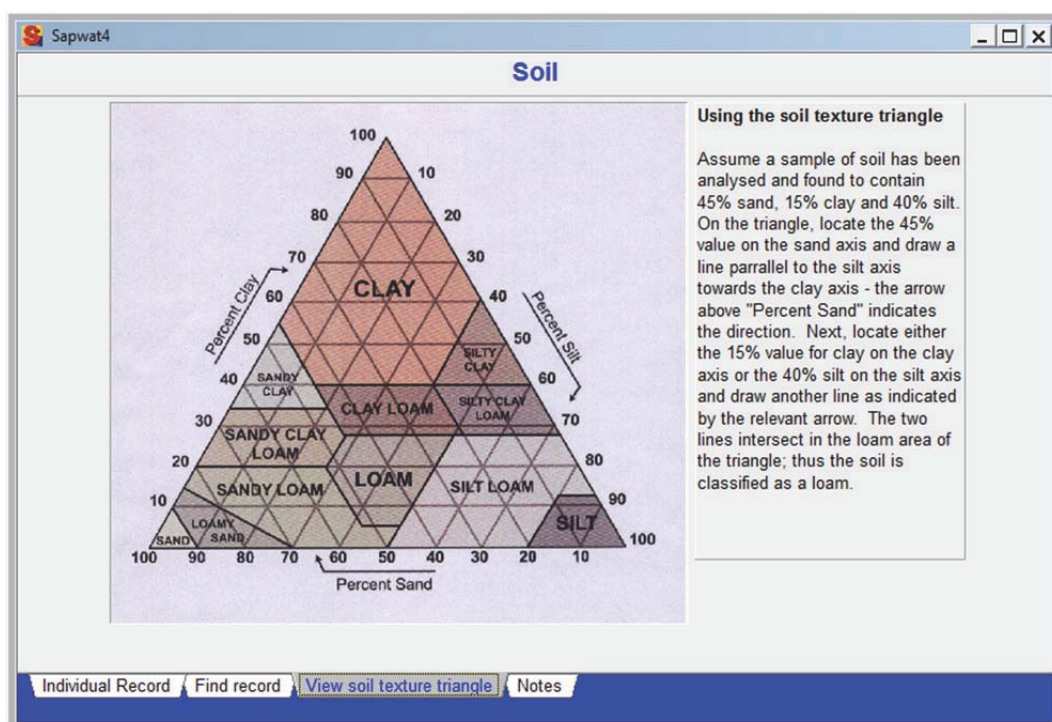 Sapwat4
Soil
100
90 10
80 20
70 30
60 40
50 50
40 60
30 70
20 80
10 90
100
Percent Clay
Percent Silt
CLAY
SILTY
CLAY
SANDY
CLAY
CLAY LOAM
SILTY CLAY
LOAM
SANDY CLAY
LOAM
LOAM
SANDY LOAM
SILT LOAM
LOAMY
SAND
SAND
SILT
100 90 80 70 60 50 40 30 20 10
Percent Sand
Using the soil texture triangle
Assume a sample of soil has been
analysed and found to contain
45% sand, 15% clay and 40% silt.
On the triangle, locate the 45%
value on the sand axis and draw a
line parrallel to the silt axis
towards the clay axis - the arrow
above "Percent Sand" indicates
the direction. Next, locate either
the 15% value for clay on the clay
axis or the 40% silt on the silt axis
and draw another line as indicated
by the relevant arrow. The two
lines intersect in the loam area of
the triangle; thus the soil is
classified as a loam.
Individual Record Find record View soil texture triangle Notes